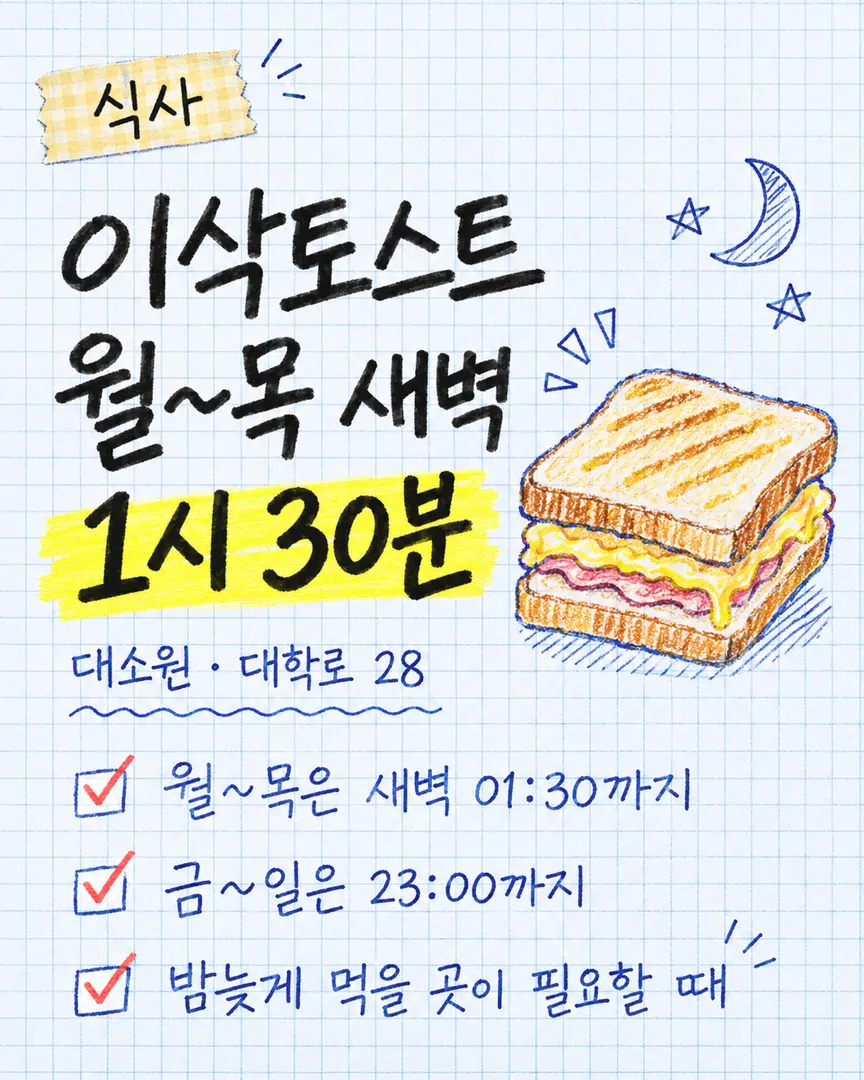 식사
이삭토스트
월~목 새벽
1시 30분
대소원 · 대학로 28
월~목은 새벽 01:30까지
금~일은 23:00까지
밤늦게 먹을 곳이 필요할 때